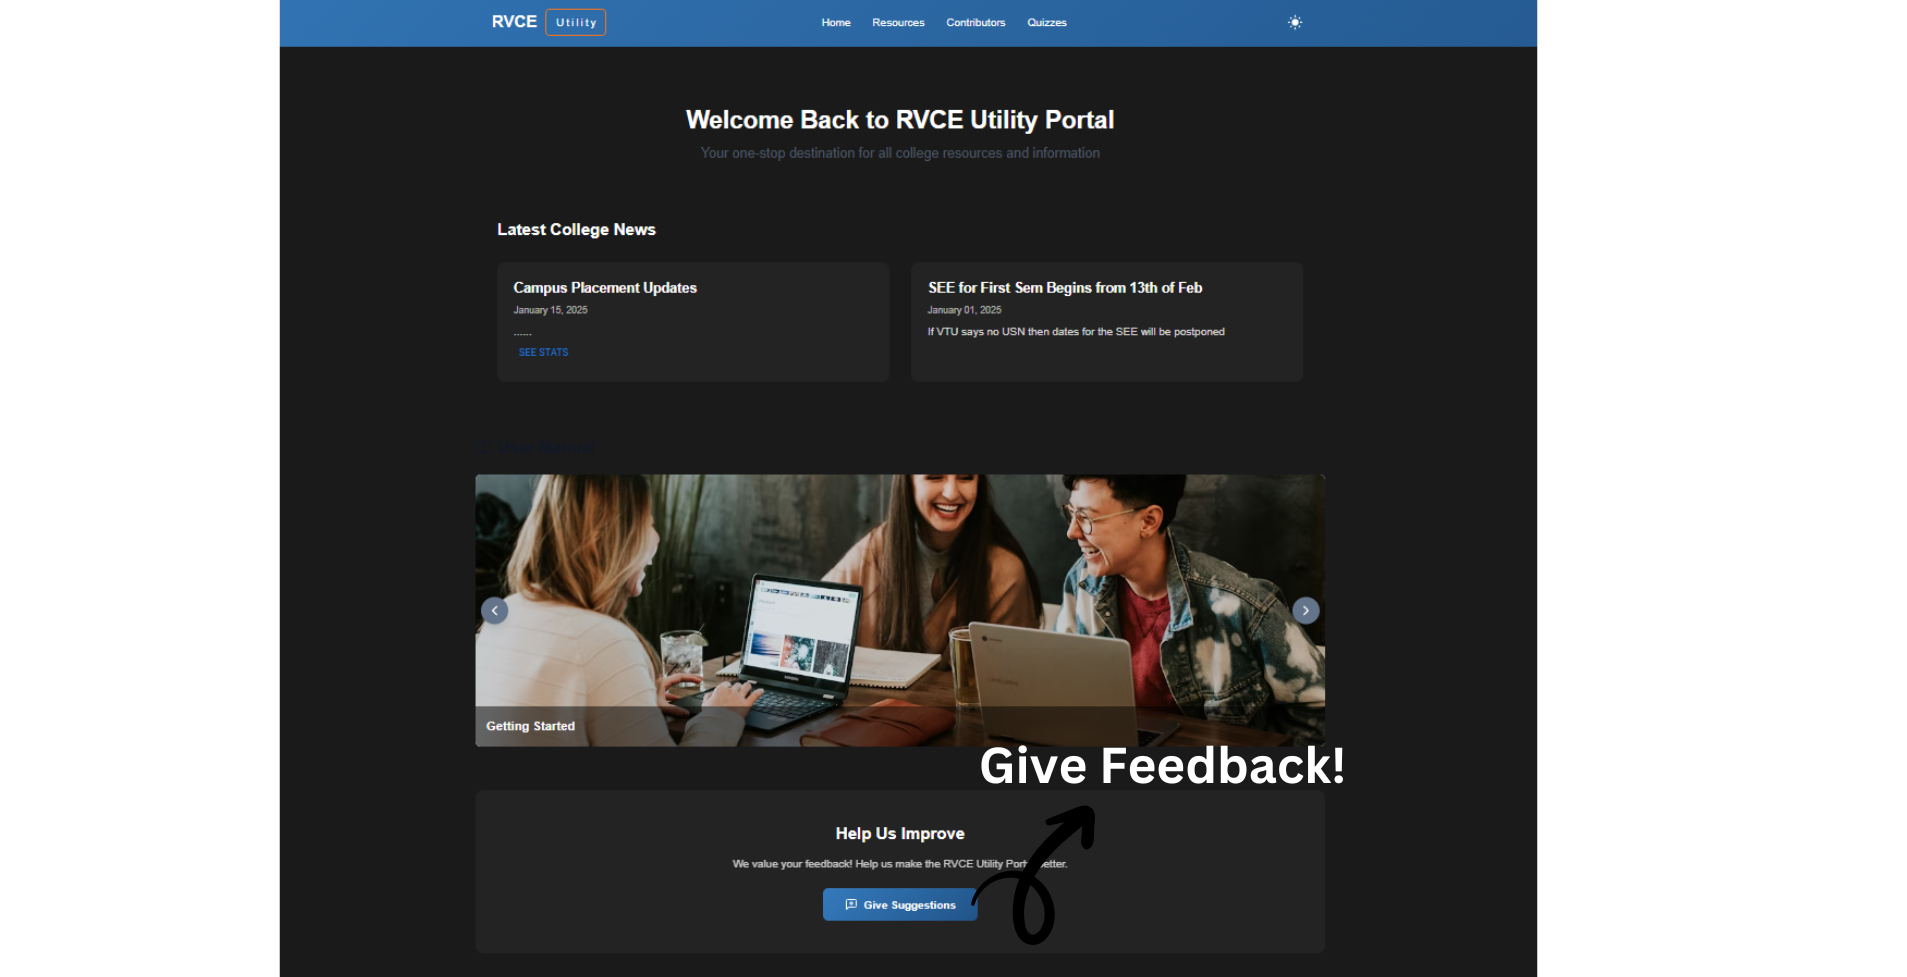 RVCE Utility
Home Resources Contributors Quizzes
Welcome Back to RVCE Utility Portal
Your one-stop destination for all college resources and information
Latest College News
Campus Placement Updates
January 15, 2025
......
SEE STATS
SEE for First Sem Begins from 13th of Feb
January 01, 2025
If VTU says no USN then dates for the SEE will be postponed
Getting Started
Give Feedback!
Help Us Improve
We value your feedback! Help us make the RVCE Utility
Give Suggestions